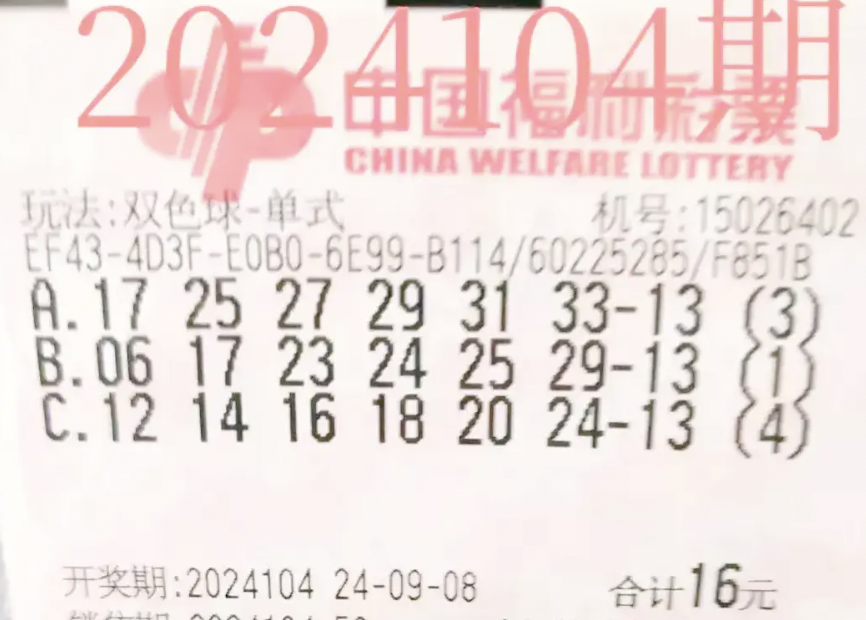 2024104期
中国福利彩票
CHINA WELFARE LOTTERY
玩法:双色球-单式 机号:15026402
EF43-4D3F-E0B0-6E99-B114/60225285/F851B
A.17 25 27 29 31 33-13 (3)
B.06 17 23 24 25 29-13 (1)
C.12 14 16 18 20 24-13 (4)
开奖期:2024104 24-09-08 合计16元